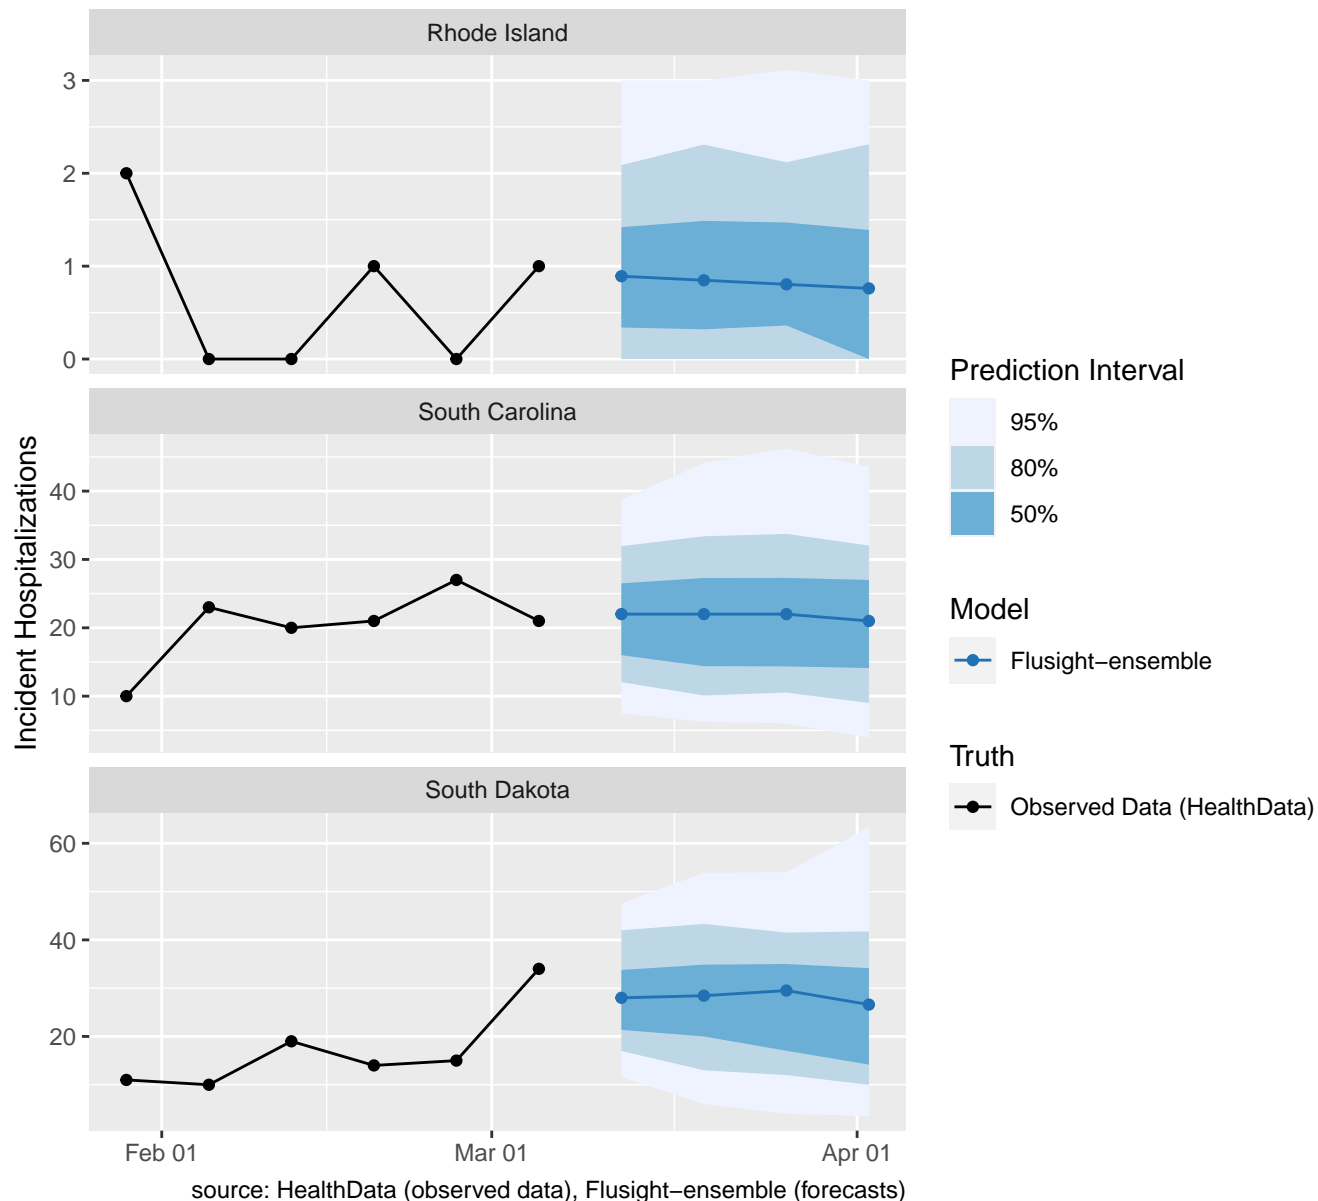 Rhode Island
3
2
1
0
South Carolina
40
30
20
10
South Dakota
60
40
20
Incident Hospitalizations
Feb 01
Mar 01
Apr 01
source: HealthData (observed data), Flusight−ensemble (forecasts)
Prediction Interval
95%
80%
50%
Model
Flusight−ensemble
Truth
Observed Data (HealthData)